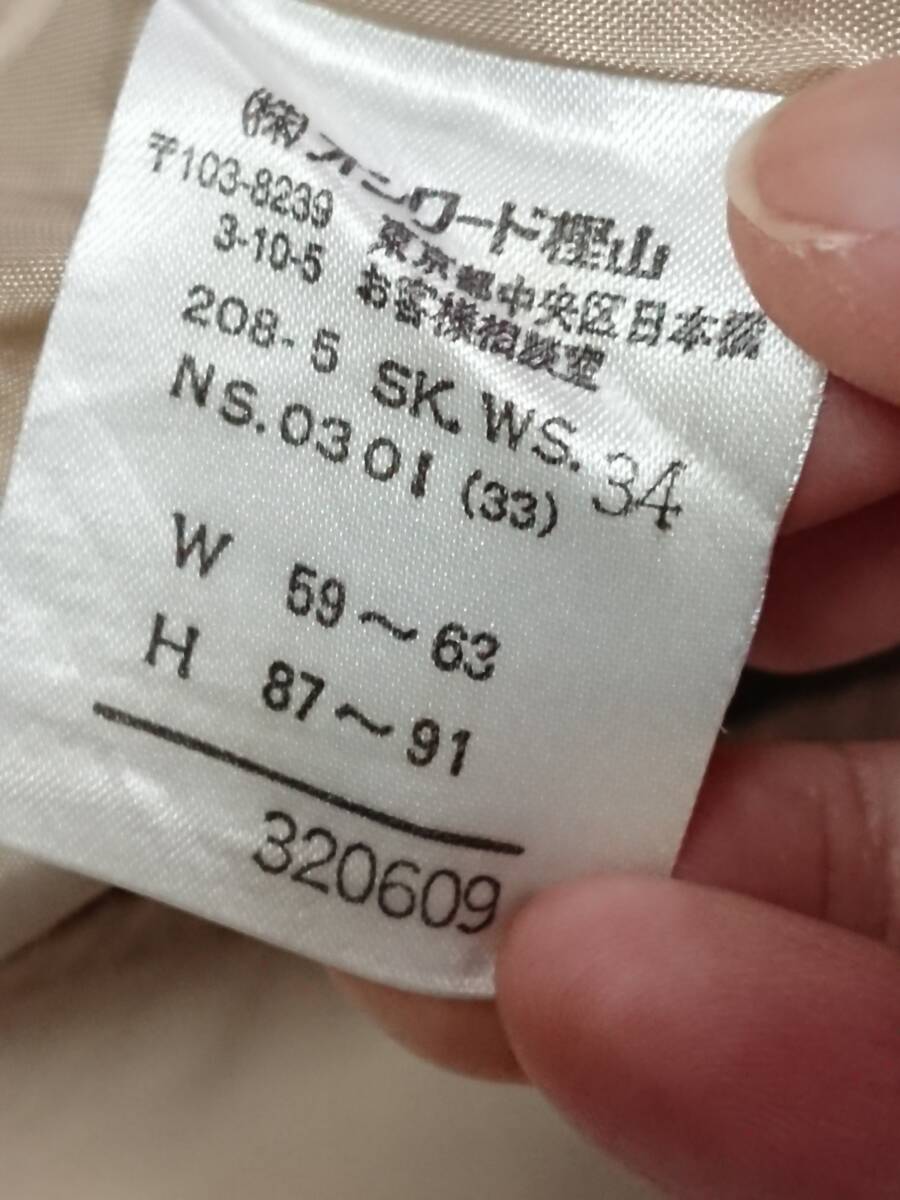 (株)オンワード樫山
〒103-8239 東京都中央区日本橋
3-10-5 お客様相談室
208-5 SK.WS.34
NS.0301 (33)
W 59～63
H 87～91
320609